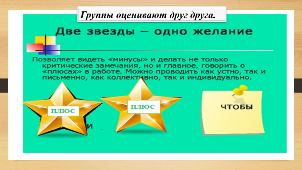 Группы оценивают друг друга.
Две звезды – одно желание
Позволяет видеть «минусы» и делать не только
критические замечания, но и главное, говорить о
«плюсах» в работе. Можно проводить как устно, так и
письменно, как коллективно, так и индивидуально.
ПЛЮС
ПЛЮС
ЧТОБЫ
И